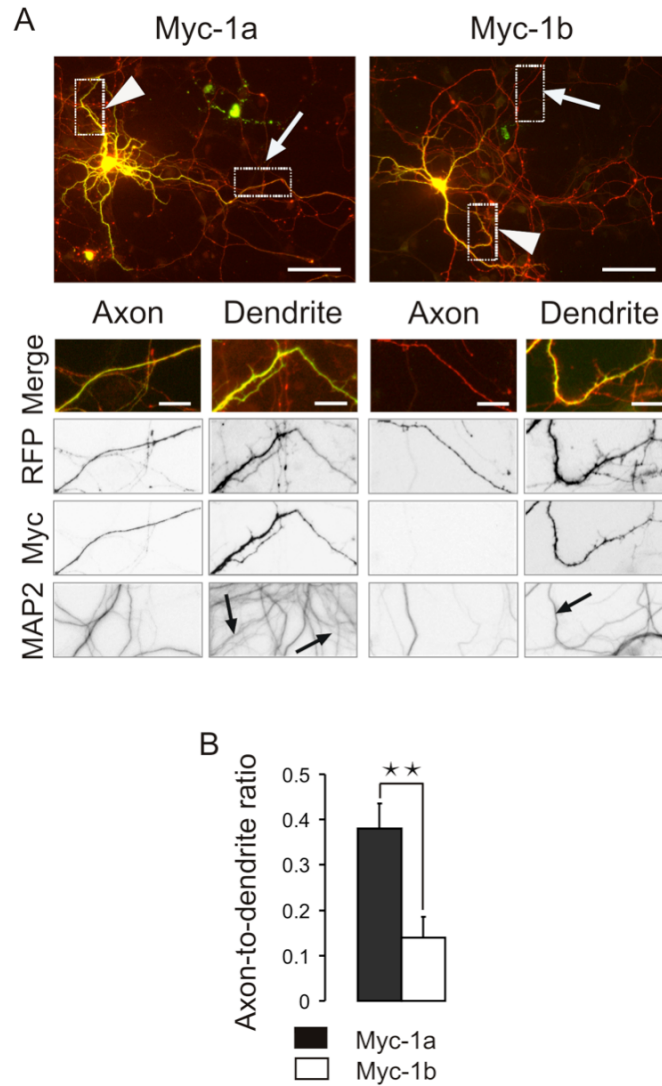 A
Myc-1a Myc-1b
Axon Dendrite Axon Dendrite
Merge
RFP
Myc
MAP2
B
Axon-to-dendrite ratio
0.5
0.4
0.3
0.2
0.1
0
★★
Myc-1a
Myc-1b